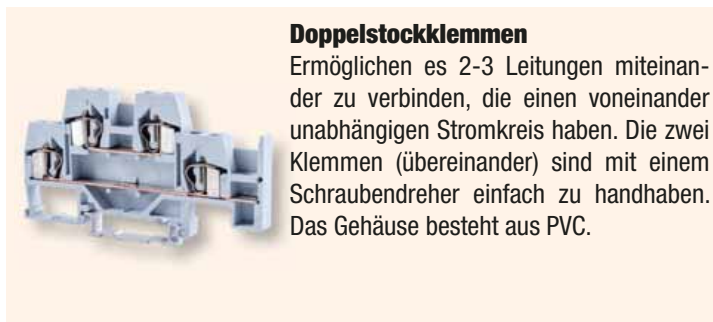 Doppelstockklemmen
Ermöglichen es 2-3 Leitungen miteinan-
der zu verbinden, die einen voneinander
unabhängigen Stromkreis haben. Die zwei
Klemmen (übereinander) sind mit einem
Schraubendreher einfach zu handhaben.
Das Gehäuse besteht aus PVC.